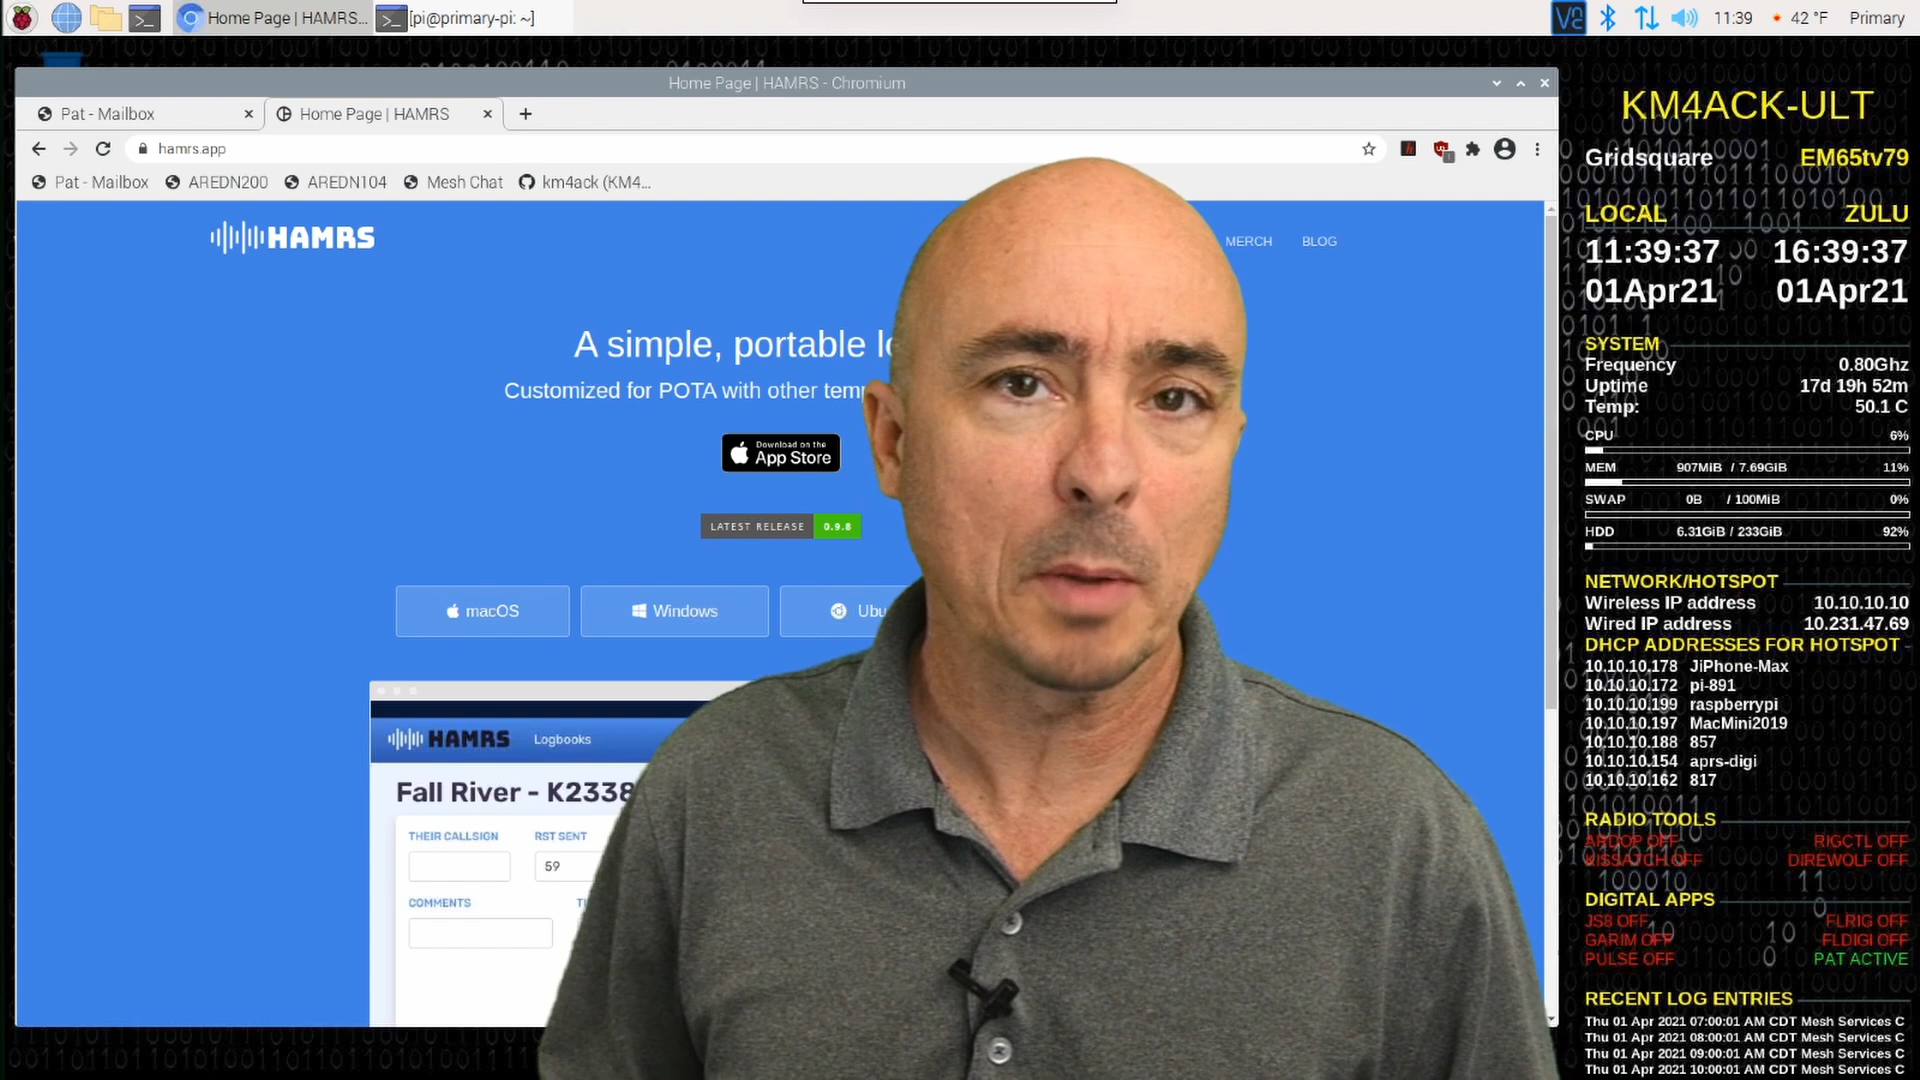 Home Page | HAMRS...
[pi@primary-pi: ~]
11:39
42 °F
Primary
Home Page | HAMRS - Chromium
Pat - Mailbox
Home Page | HAMRS
hamrs.app
Pat - Mailbox
AREDN200
AREDN104
Mesh Chat
km4ack (KM4...
HAMRS
MERCH
BLOG
A simple, portable
Customized for POTA with other
Download on the
App Store
LATEST RELEASE 0.9.8
macOS
Windows
HAMRS
Logbooks
Fall River - K2338
THEIR CALLSIGN
RST SENT
59
COMMENTS
KM4ACK-ULT
Gridsquare EM65tv79
LOCAL ZULU
11:39:37 16:39:37
01Apr21 01Apr21
SYSTEM
Frequency 0.80Ghz
Uptime 17d 19h 52m
Temp: 50.1 C
CPU 6%
MEM 907MiB / 7.69GiB 11%
SWAP 0B / 100MiB 0%
HDD 6.31GiB / 233GiB 92%
NETWORK/HOTSPOT
Wireless IP address 10.10.10.10
Wired IP address 10.231.47.69
DHCP ADDRESSES FOR HOTSPOT
10.10.10.178 JiPhone-Max
10.10.10.172 pi-891
10.10.10.199 raspberrypi
10.10.10.197 MacMini2019
10.10.10.188 857
10.10.10.154 aprs-digi
10.10.10.162 817
RADIO TOOLS
ARDOP OFF RIGCTL OFF
KISSATCH OFF DIREWOLF OFF
DIGITAL APPS
JS8 OFF FLRIG OFF
GARIM OFF FLDIGI OFF
PULSE OFF PAT ACTIVE
RECENT LOG ENTRIES
Thu 01 Apr 2021 07:00:01 AM CDT Mesh Services C
Thu 01 Apr 2021 08:00:01 AM CDT Mesh Services C
Thu 01 Apr 2021 09:00:01 AM CDT Mesh Services C
Thu 01 Apr 2021 10:00:01 AM CDT Mesh Services C